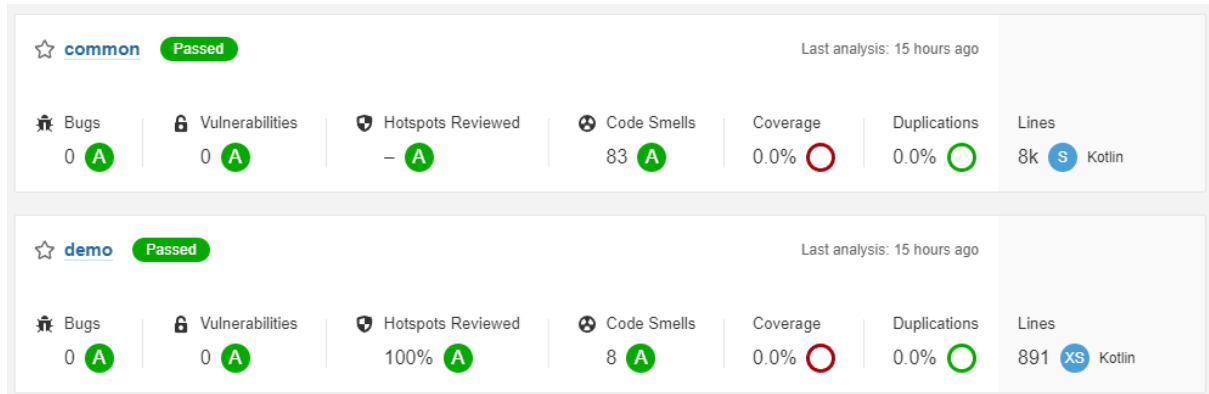 common Passed Last analysis: 15 hours ago
Bugs Vulnerabilities Hotspots Reviewed Code Smells Coverage Duplications Lines
0 A 0 A – A 83 A 0.0% 0.0% 8k S Kotlin
demo Passed Last analysis: 15 hours ago
Bugs Vulnerabilities Hotspots Reviewed Code Smells Coverage Duplications Lines
0 A 0 A 100% A 8 A 0.0% 0.0% 891 XS Kotlin